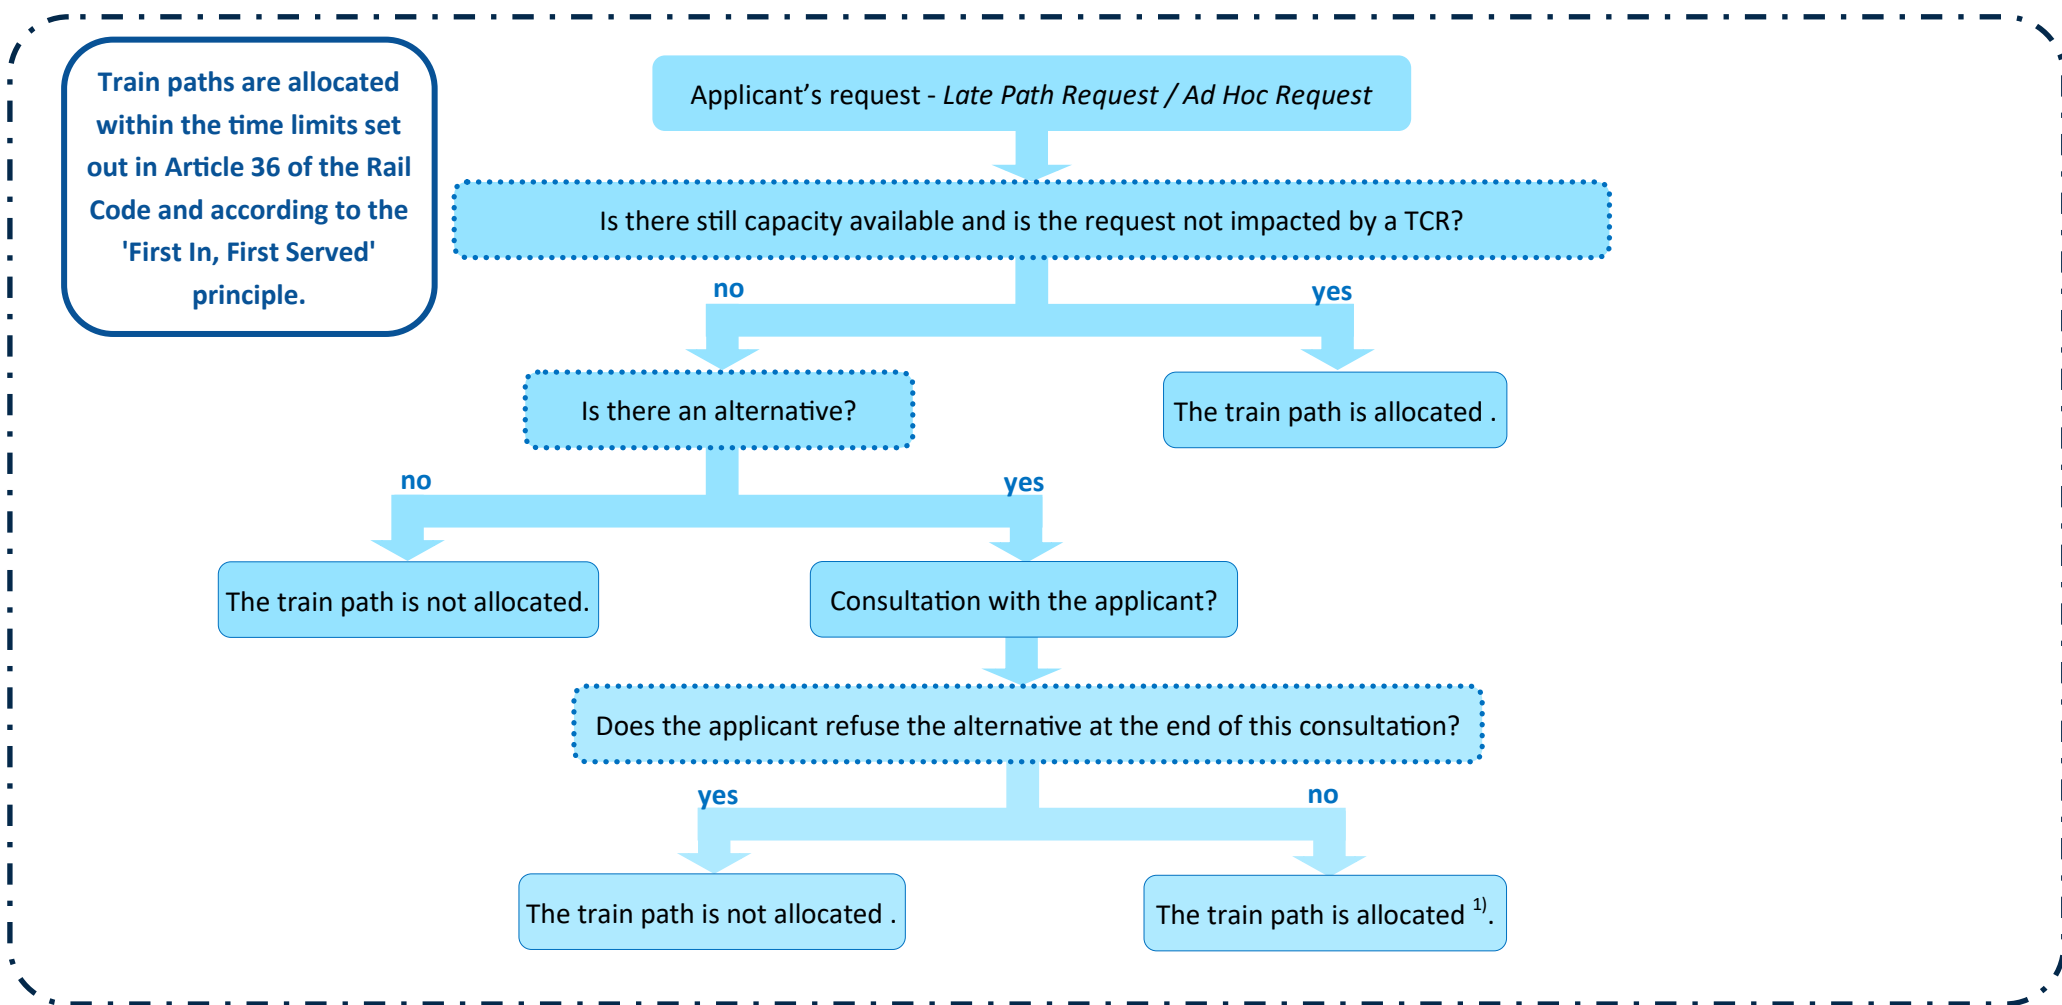 Train paths are allocated
within the time limits set
out in Article 36 of the Rail
Code and according to the
'First In, First Served'
principle.
Applicant's request - Late Path Request / Ad Hoc Request
Is there still capacity available and is the request not impacted by a TCR?
no
yes
Is there an alternative?
The train path is allocated .
no
yes
The train path is not allocated.
Consultation with the applicant?
Does the applicant refuse the alternative at the end of this consultation?
yes
no
The train path is not allocated .
The train path is allocated 1).